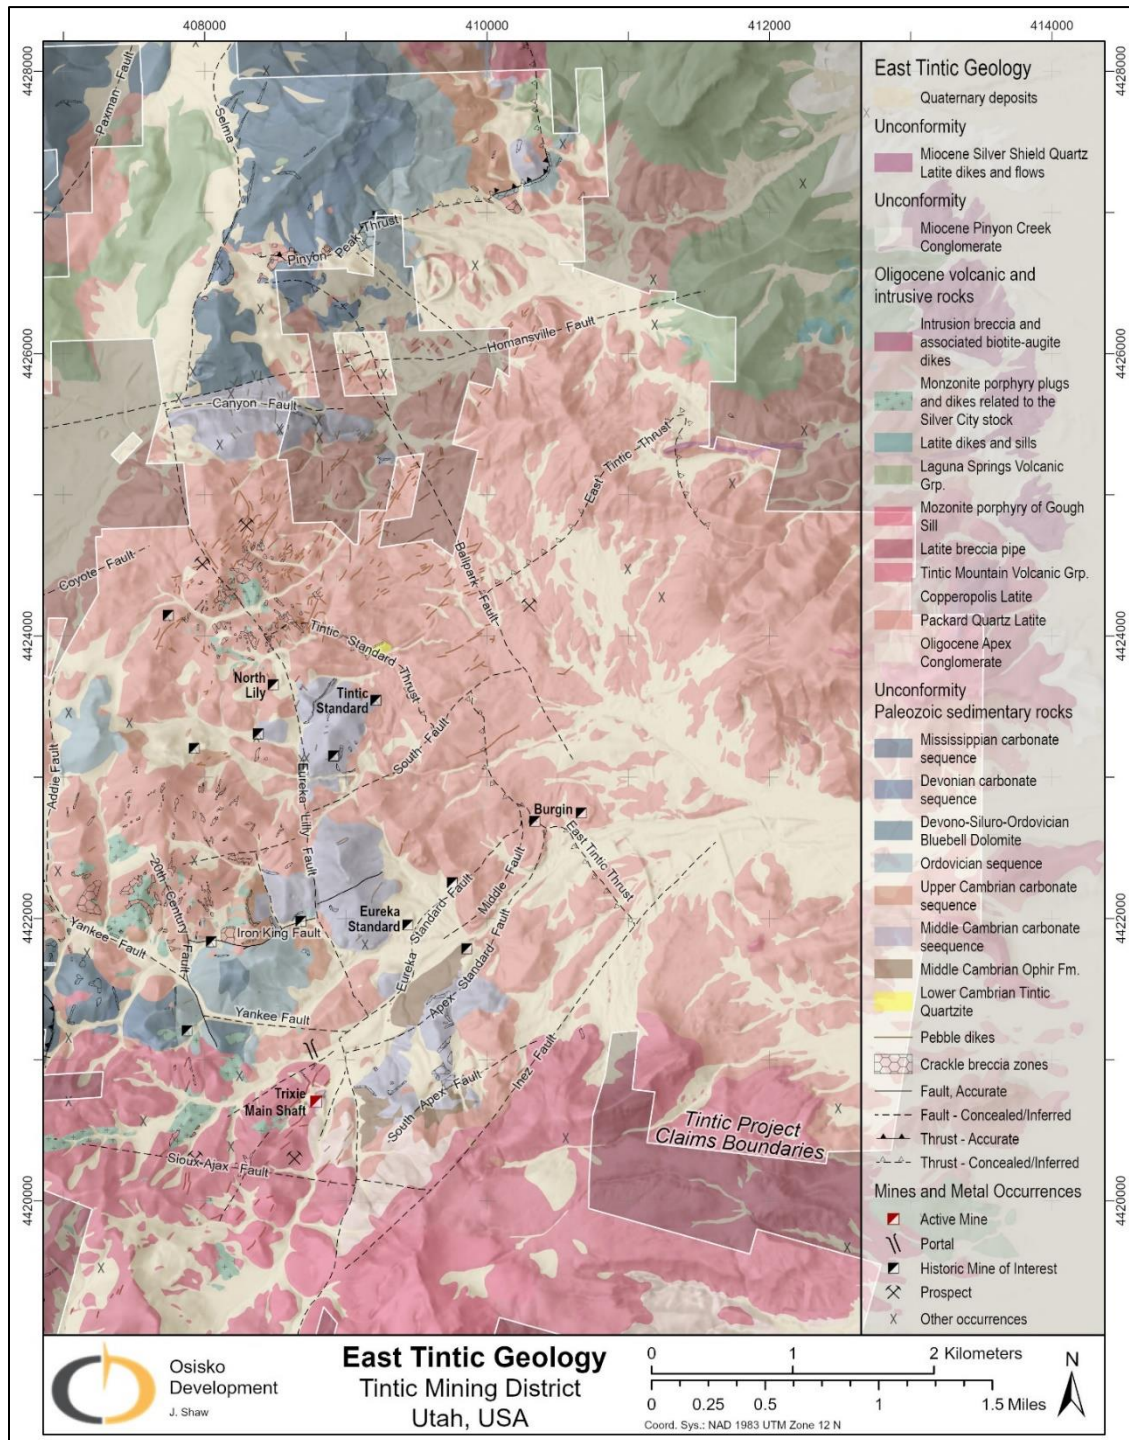 408000
410000
412000
414000
4428000
4426000
4424000
4422000
4420000
4428000
4426000
4424000
4422000
4420000
Paxman Fault
Selma
Pinyon Peak Thrust
Homansville Fault
Canyon Fault
East Tintic Thrust
Coyote Fault
Ballpark Fault
Tintic Standard Thrust
North
Lily
Tintic
Standard
South Fault
Addie Fault
Eureka Lilly Fault
Burgin
East Tintic Thrust
20th Century Fault
Middle Fault
Eureka
Standard
Eureka Standard Fault
Iron King Fault
Yankee Fault
Apex Standard Fault
Yankee Fault
Inez Fault
South Apex Fault
Trixie
Main Shaft
Sioux Ajax Fault
Tintic Project
Claims Boundaries
East Tintic Geology
Quaternary deposits
Unconformity
Miocene Silver Shield Quartz
Latite dikes and flows
Unconformity
Miocene Pinyon Creek
Conglomerate
Oligocene volcanic and
intrusive rocks
Intrusion breccia and
associated biotite-augite
dikes
Monzonite porphyry plugs
and dikes related to the
Silver City stock
Latite dikes and sills
Laguna Springs Volcanic
Grp.
Mozonite porphyry of Gough
Sill
Latite breccia pipe
Tintic Mountain Volcanic Grp.
Copperopolis Latite
Packard Quartz Latite
Oligocene Apex
Conglomerate
Unconformity
Paleozoic sedimentary rocks
Mississippian carbonate
sequence
Devonian carbonate
sequence
Devono-Siluro-Ordovician
Bluebell Dolomite
Ordovician sequence
Upper Cambrian carbonate
sequence
Middle Cambrian carbonate
seequence
Middle Cambrian Ophir Fm.
Lower Cambrian Tintic
Quartzite
Pebble dikes
Crackle breccia zones
Fault, Accurate
Fault - Concealed/Inferred
Thrust - Accurate
Thrust - Concealed/Inferred
Mines and Metal Occurrences
Active Mine
Portal
Historic Mine of Interest
Prospect
Other occurrences
Osisko
Development
J. Shaw
East Tintic Geology
Tintic Mining District
Utah, USA
0 1 2 Kilometers
0 0.25 0.5 1 1.5 Miles
Coord. Sys.: NAD 1983 UTM Zone 12 N
N